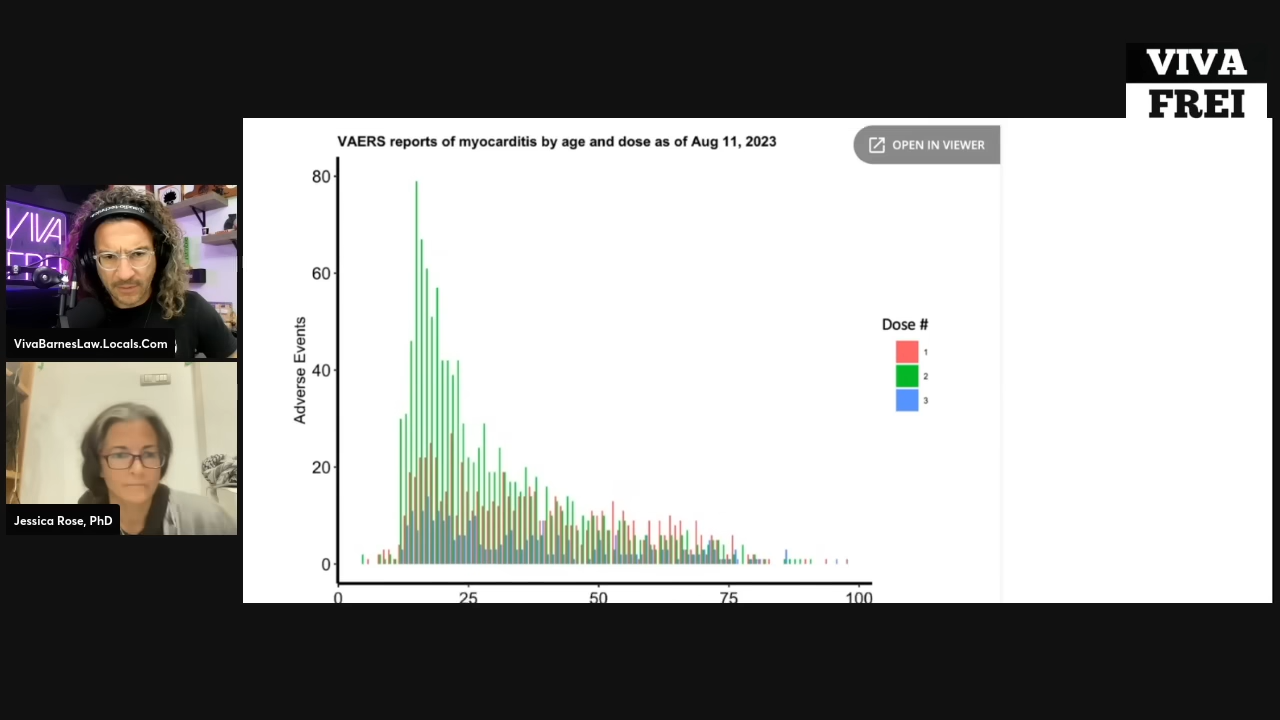 VIVA
FREI
VAERS reports of myocarditis by age and dose as of Aug 11, 2023
OPEN IN VIEWER
80
60
40
20
0
Adverse Events
0 25 50 75 100
Dose #
1
2
3
VIVA
FREI
VivaBarnesLaw.Locals.Com
Jessica Rose, PhD